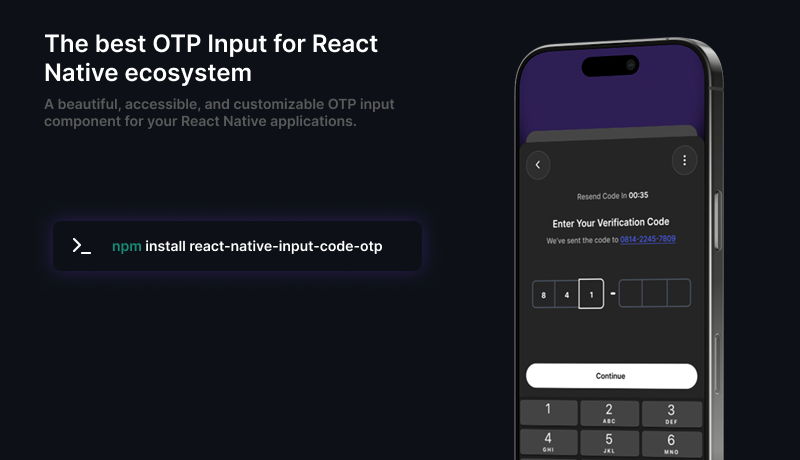 The best OTP Input for React
Native ecosystem
A beautiful, accessible, and customizable OTP input
component for your React Native applications.
npm install react-native-input-code-otp
Resend Code In 00:35
Enter Your Verification Code
We've sent the code to 0814-2245-7809
8 4 1 -
Continue
1 2 3
ABC DEF
4 5 6
GHI JKL MNO